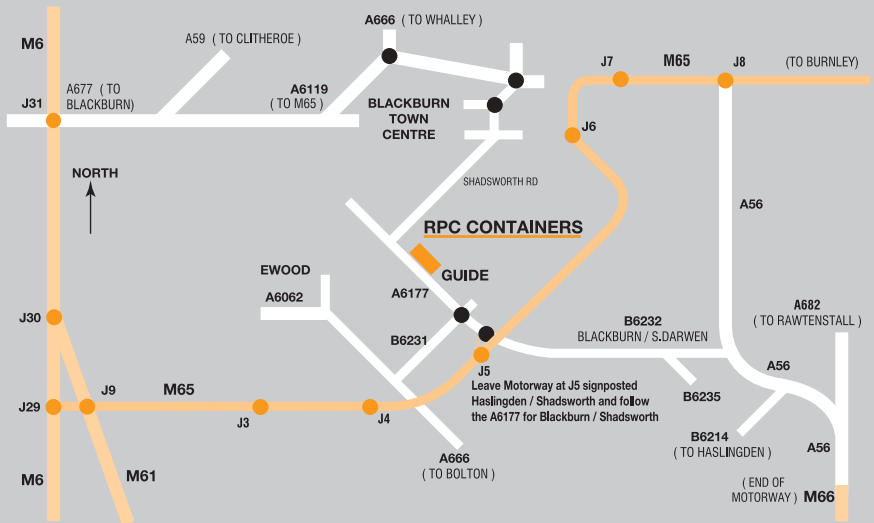 A666 ( TO WHALLEY )
M6
A59 ( TO CLITHEROE )
J7
M65
J8
(TO BURNLEY)
A677 ( TO
BLACKBURN)
J31
A6119
( TO M65 )
BLACKBURN
TOWN
CENTRE
J6
NORTH
SHADSWORTH RD
A56
RPC CONTAINERS
GUIDE
EWOOD
A6062
A6177
J30
B6231
B6232
BLACKBURN / S.DARWEN
A682
( TO RAWTENSTALL )
J5
A56
J9
M65
Leave Motorway at J5 signposted
Haslingden / Shadsworth and follow
the A6177 for Blackburn / Shadsworth
B6235
J29
J3
J4
B6214
( TO HASLINGDEN )
A56
A666
( TO BOLTON )
M6
M61
( END OF
MOTORWAY ) M66